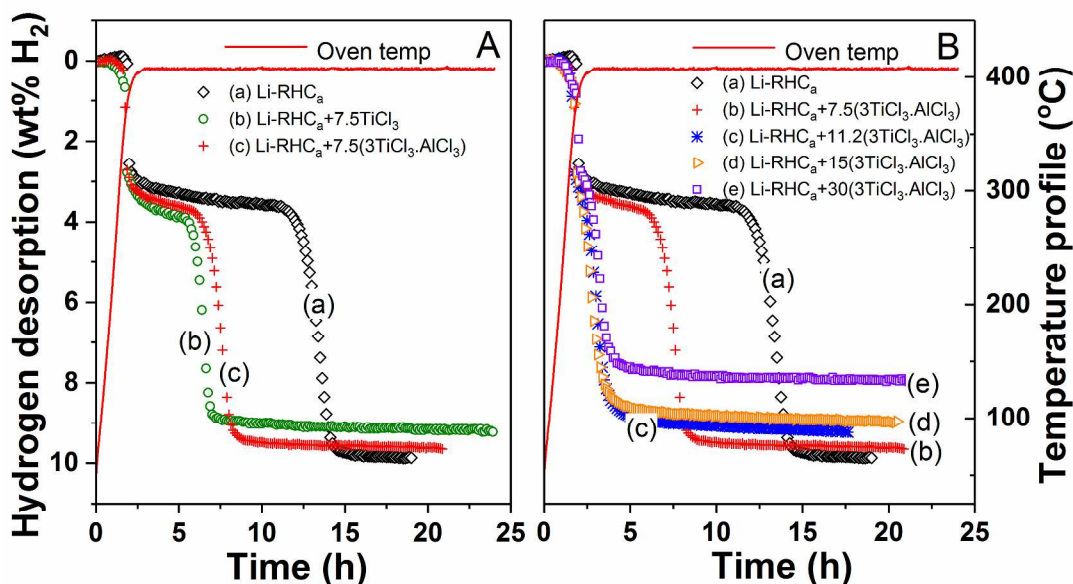 Hydrogen desorption (wt% H₂)
0
2
4
6
8
10
Oven temp
A
(a) Li-RHCₐ
(b) Li-RHCₐ+7.5TiCl₃
(c) Li-RHCₐ+7.5(3TiCl₃.AlCl₃)
(a)
(b)
(c)
0 5 10 15 20 25
Time (h)
Oven temp
B
(a) Li-RHCₐ
(b) Li-RHCₐ+7.5(3TiCl₃.AlCl₃)
(c) Li-RHCₐ+11.2(3TiCl₃.AlCl₃)
(d) Li-RHCₐ+15(3TiCl₃.AlCl₃)
(e) Li-RHCₐ+30(3TiCl₃.AlCl₃)
(a)
(e)
(c)
(d)
(b)
0 5 10 15 20 25
Time (h)
400
300
200
100
Temperature profile (°C)